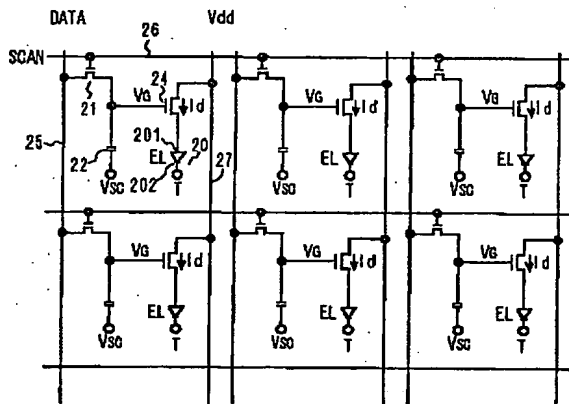 DATA 26 Vdd
SCAN
24
21 VG Id VG Id VG Id
25 201
22 EL 20 27 EL EL
202
VSC T VSC T VSC T
VG Id VG Id VG Id
EL EL EL
VSC T VSC T VSC T